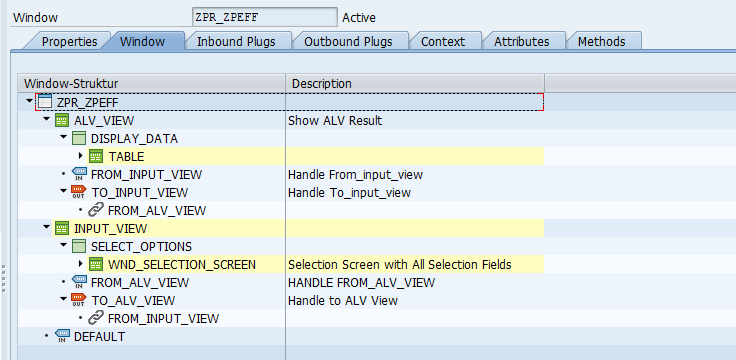 Window ZPR_ZPEFF Active
Properties Window Inbound Plugs Outbound Plugs Context Attributes Methods
Window-Struktur Description
ZPR_ZPEFF
ALV_VIEW Show ALV Result
DISPLAY_DATA
TABLE
IN FROM_INPUT_VIEW Handle From_input_view
OUT TO_INPUT_VIEW Handle To_input_view
FROM_ALV_VIEW
INPUT_VIEW
SELECT_OPTIONS
WND_SELECTION_SCREEN Selection Screen with All Selection Fields
IN FROM_ALV_VIEW HANDLE FROM_ALV_VIEW
OUT TO_ALV_VIEW Handle to ALV View
FROM_INPUT_VIEW
IN DEFAULT